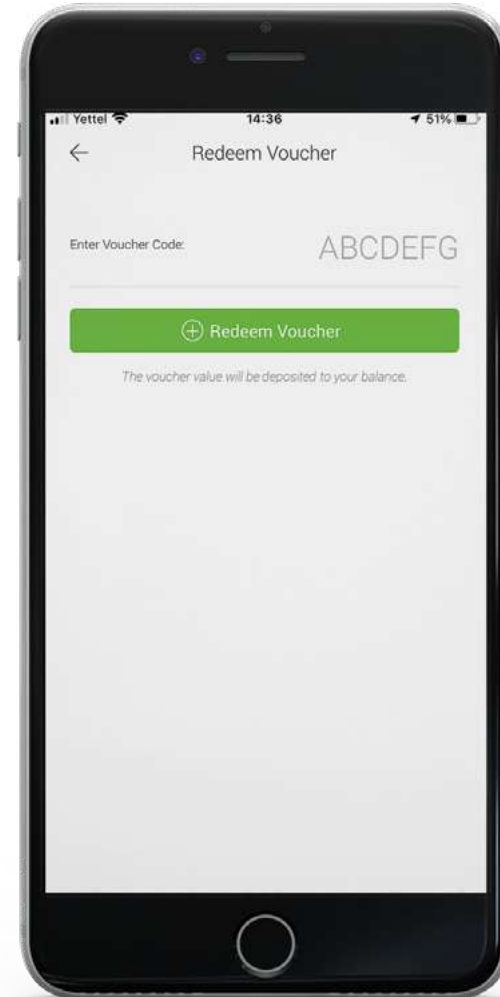 Yettel 14:36 51%
Redeem Voucher
Enter Voucher Code: ABCDEFG
Redeem Voucher
The voucher value will be deposited to your balance.